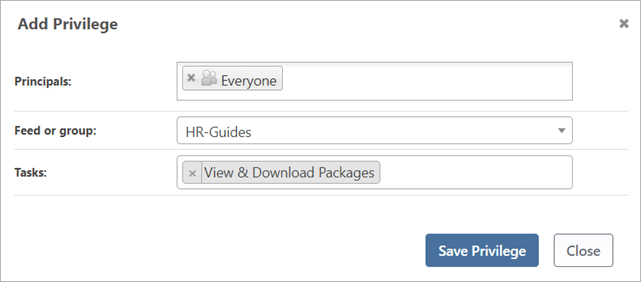 Add Privilege
Principals:
Everyone
Feed or group:
HR-Guides
Tasks:
View & Download Packages
Save Privilege
Close